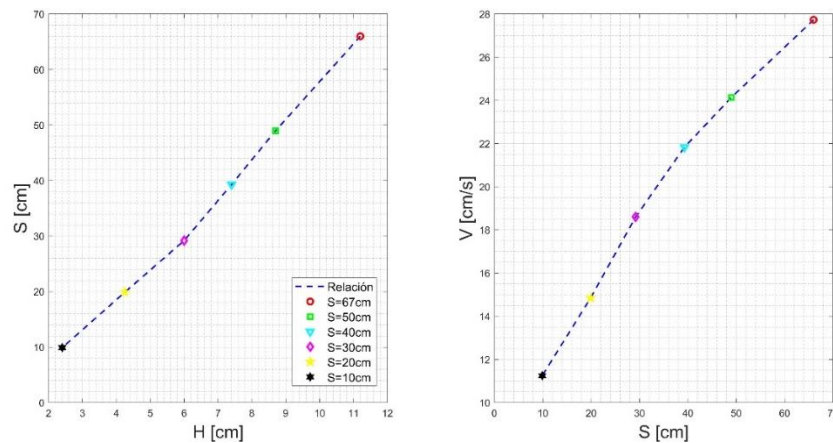 70
60
50
40
30
20
10
0
S [cm]
2 3 4 5 6 7 8 9 10 11 12
H [cm]
Relación
S=67cm
S=50cm
S=40cm
S=30cm
S=20cm
S=10cm
28
26
24
22
20
18
16
14
12
10
V [cm/s]
0 10 20 30 40 50 60 70
S [cm]